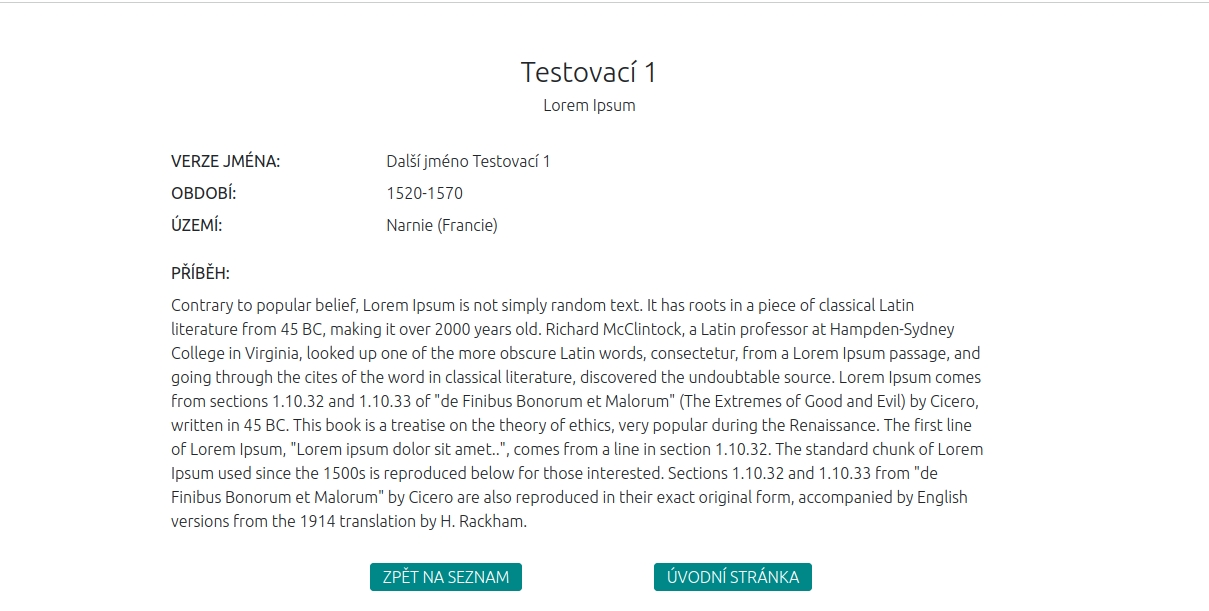 Testovací 1
Lorem Ipsum
VERZE JMÉNA: Další jméno Testovací 1
OBDOBÍ: 1520-1570
ÚZEMÍ: Narnie (Francie)
PŘÍBĚH:
Contrary to popular belief, Lorem Ipsum is not simply random text. It has roots in a piece of classical Latin
literature from 45 BC, making it over 2000 years old. Richard McClintock, a Latin professor at Hampden-Sydney
College in Virginia, looked up one of the more obscure Latin words, consectetur, from a Lorem Ipsum passage, and
going through the cites of the word in classical literature, discovered the undoubtable source. Lorem Ipsum comes
from sections 1.10.32 and 1.10.33 of "de Finibus Bonorum et Malorum" (The Extremes of Good and Evil) by Cicero,
written in 45 BC. This book is a treatise on the theory of ethics, very popular during the Renaissance. The first line
of Lorem Ipsum, "Lorem ipsum dolor sit amet..", comes from a line in section 1.10.32. The standard chunk of Lorem
Ipsum used since the 1500s is reproduced below for those interested. Sections 1.10.32 and 1.10.33 from "de
Finibus Bonorum et Malorum" by Cicero are also reproduced in their exact original form, accompanied by English
versions from the 1914 translation by H. Rackham.
ZPĚT NA SEZNAM ÚVODNÍ STRÁNKA